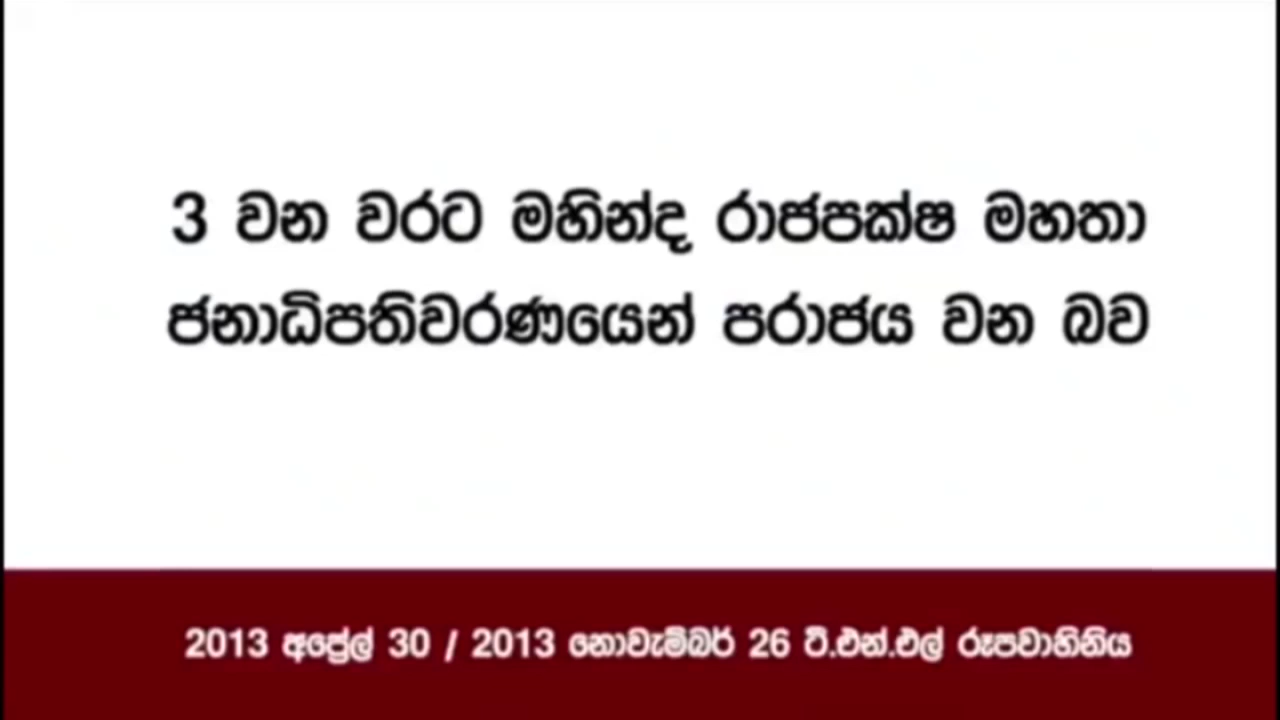 3 වන වරට මහින්ද රාජපක්ෂ මහතා
ජනාධිපතිවරණයෙන් පරාජය වන බව
2013 අප්‍රේල් 30 / 2013 නොවැම්බර් 26 ටී.එන්.එල් රූපවාහිනිය